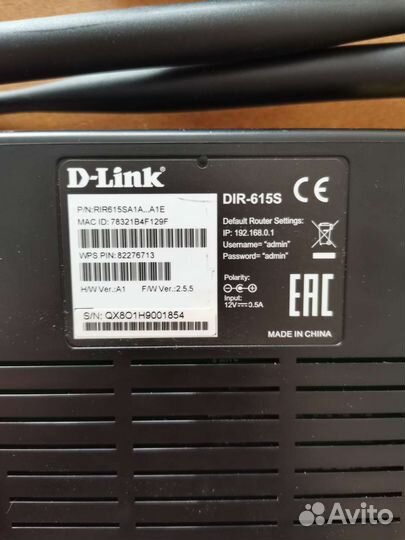 D-Link
P/N:RIR615SA1A...A1E
MAC ID: 78321B4F129F
WPS PIN:82276713
H/W Ver.:A1 F/W Ver.: 2.5.5
S/N: QX8O1H9001854
DIR-615S CE
Default Router Settings:
IP: 192.168.0.1
Username= "admin"
Password= "admin"
Polarity:
Input:
12V⎓0.5A
EAC
MADE IN CHINA
Avito